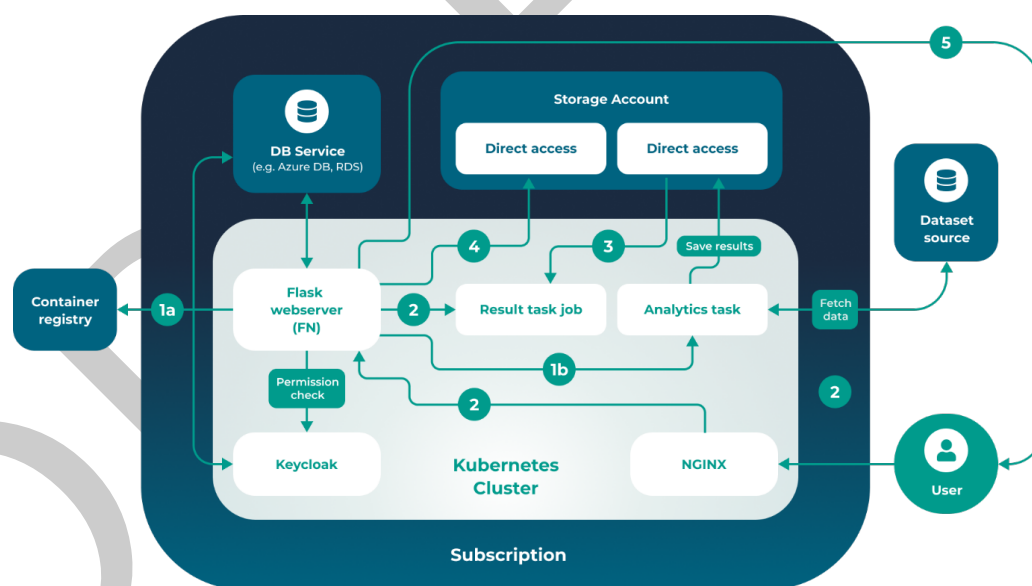 5
Storage Account
DB Service
(e.g. Azure DB, RDS)
Direct access
Direct access
Dataset
source
4
3
Save results
Container
registry
1a
Flask
webserver
(FN)
2
Result task job
Analytics task
Fetch
data
1b
Permission
check
2
2
Keycloak
Kubernetes
Cluster
NGINX
User
Subscription